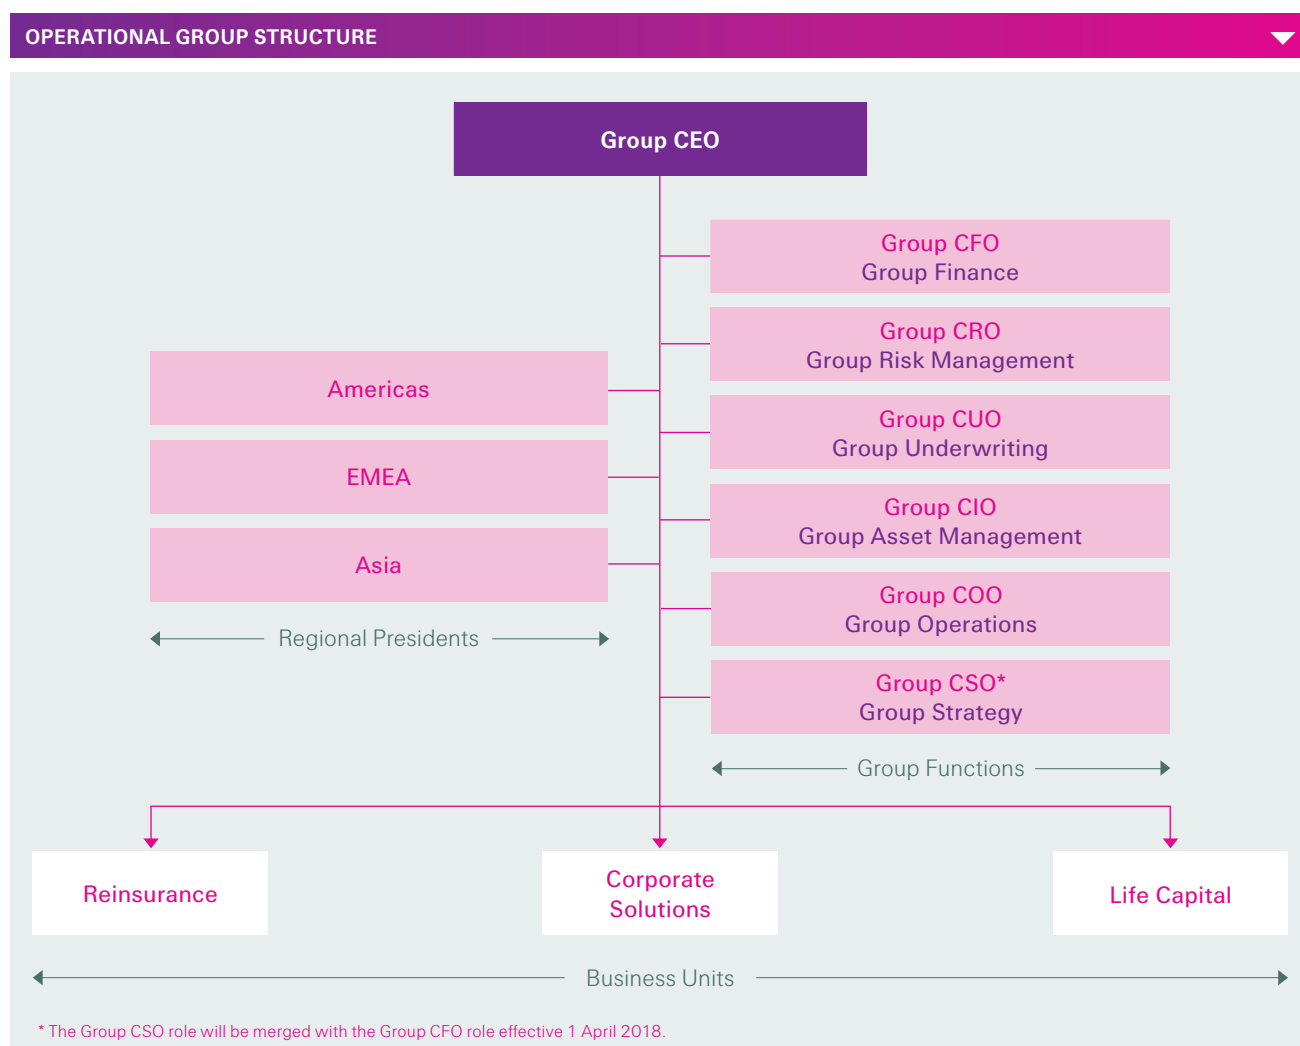 OPERATIONAL GROUP STRUCTURE
Group CEO
Group CFO
Group Finance
Group CRO
Group Risk Management
Group CUO
Group Underwriting
Group CIO
Group Asset Management
Group COO
Group Operations
Group CSO*
Group Strategy
Group Functions
Americas
EMEA
Asia
Regional Presidents
Reinsurance
Corporate
Solutions
Life Capital
Business Units
* The Group CSO role will be merged with the Group CFO role effective 1 April 2018.